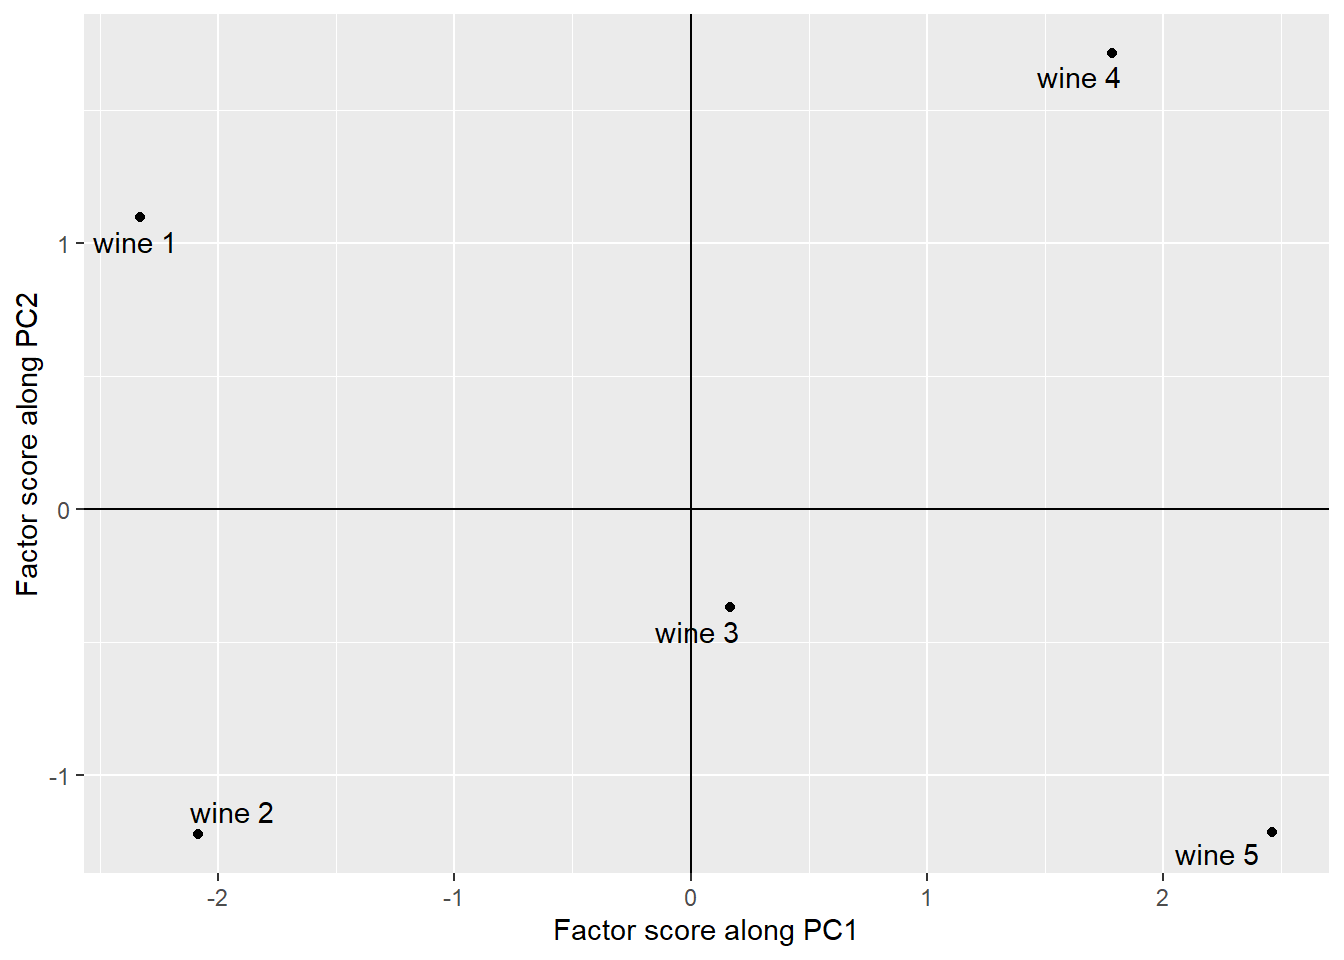 wine 4
wine 1
wine 3
wine 2
wine 5
1
0
-1
-2
-1
0
1
2
Factor score along PC1
Factor score along PC2